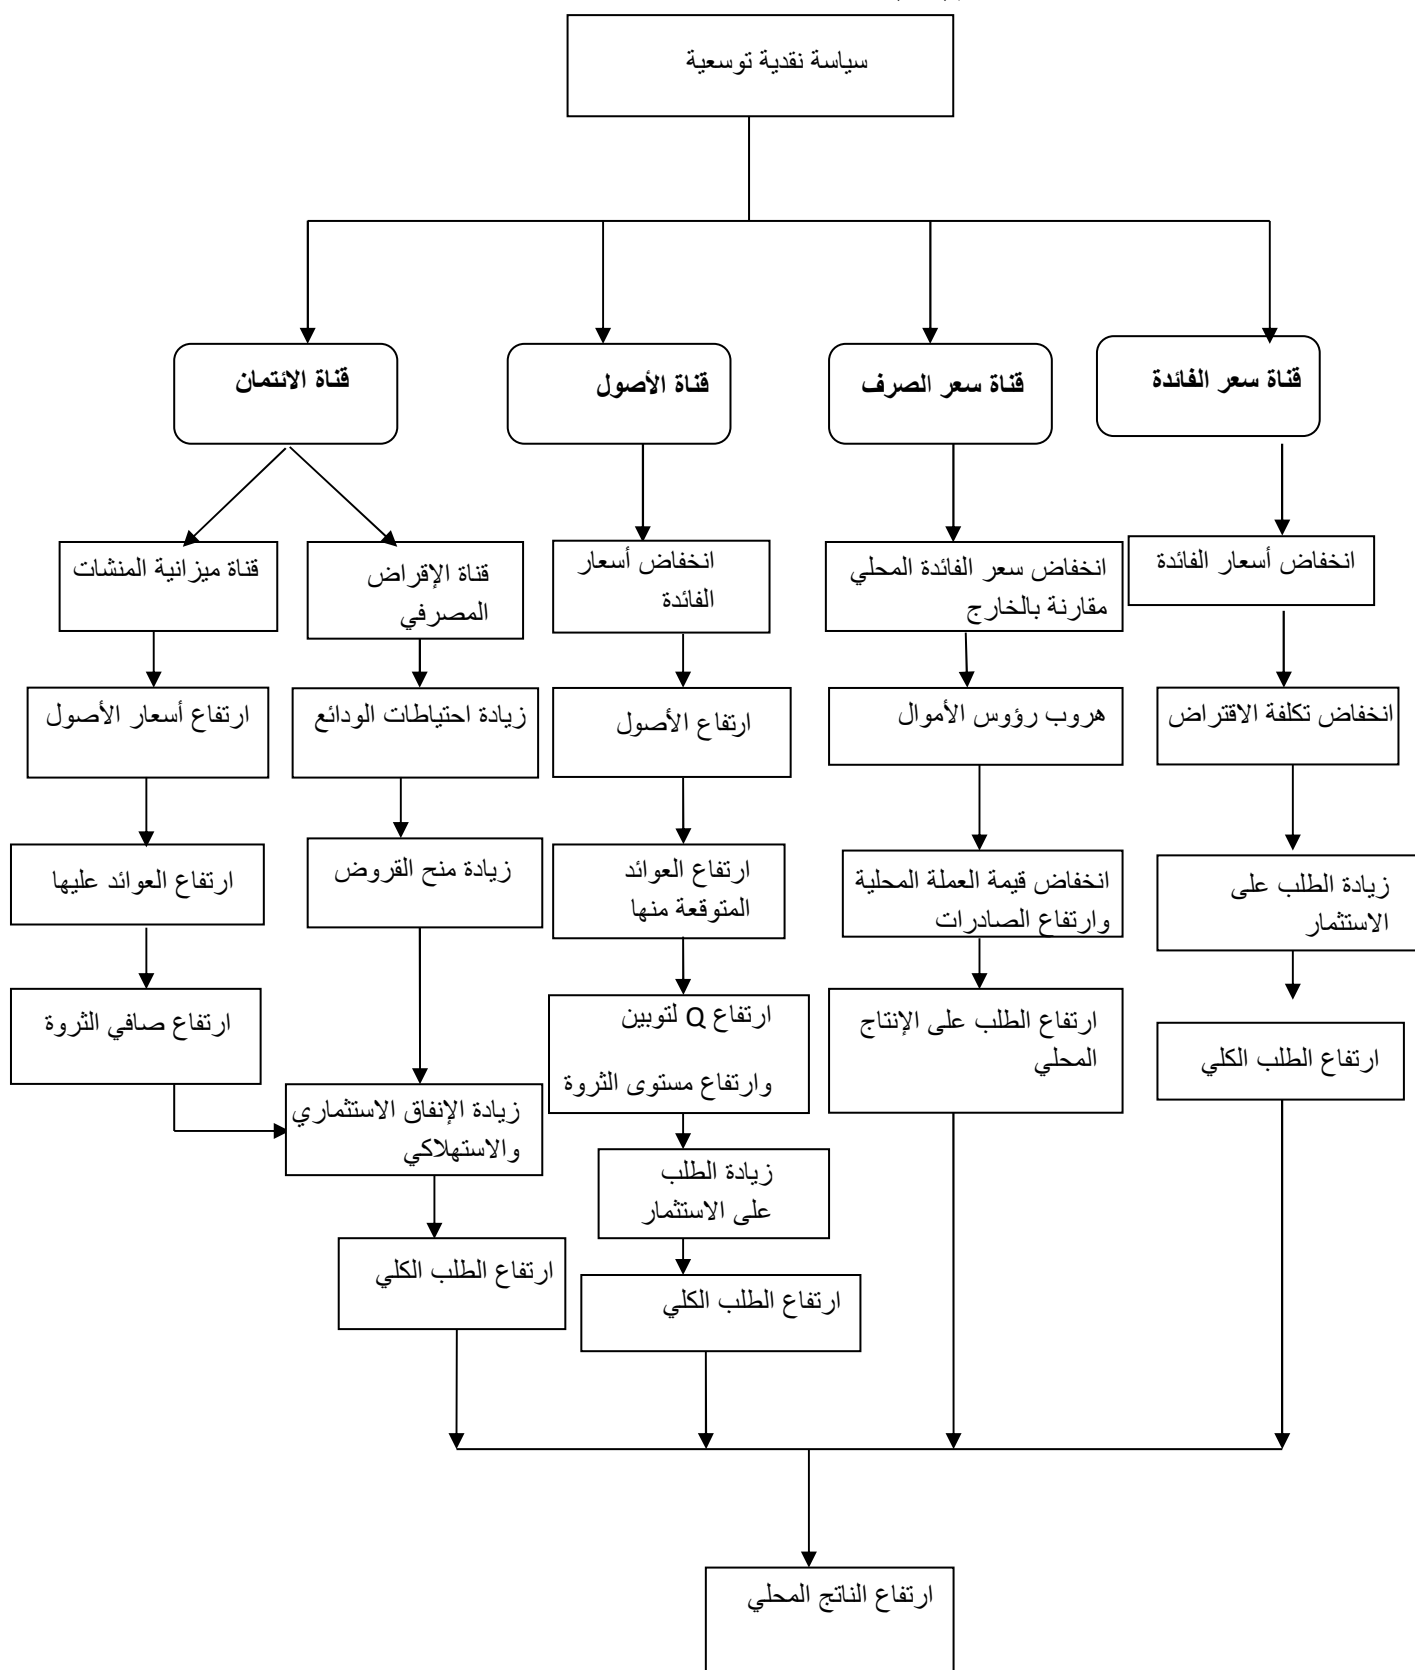 سياسة نقدية توسعية
قناة سعر الفائدة
قناة سعر الصرف
قناة الأصول
قناة الائتمان
انخفاض أسعار الفائدة
انخفاض سعر الفائدة المحلي
مقارنة بالخارج
انخفاض أسعار
الفائدة
قناة الإقراض
المصرفي
قناة ميزانية المنشات
انخفاض تكلفة الاقتراض
هروب رؤوس الأموال
ارتفاع الأصول
زيادة احتياطات الودائع
ارتفاع أسعار الأصول
زيادة الطلب على
الاستثمار
انخفاض قيمة العملة المحلية
وارتفاع الصادرات
ارتفاع العوائد
المتوقعة منها
زيادة منح القروض
ارتفاع العوائد عليها
ارتفاع الطلب الكلي
ارتفاع الطلب على الإنتاج
المحلي
ارتفاع Q لتوبين
وارتفاع مستوى الثروة
ارتفاع صافي الثروة
زيادة الإنفاق الاستثماري
والاستهلاكي
زيادة الطلب
على الاستثمار
ارتفاع الطلب الكلي
ارتفاع الطلب الكلي
ارتفاع الناتج المحلي